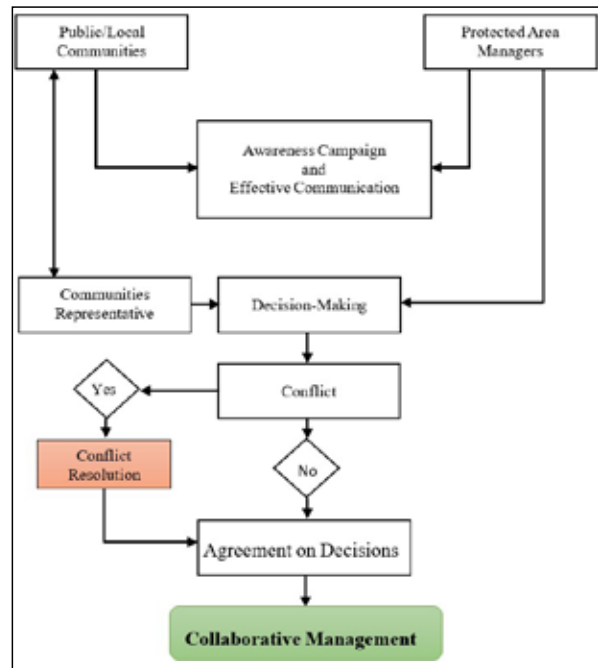 Public/Local
Communities
Protected Area
Managers
Awareness Campaign
and
Effective Communication
Communities
Representative
Decision-Making
Yes
Conflict
Conflict
Resolution
No
Agreement on Decisions
Collaborative Management